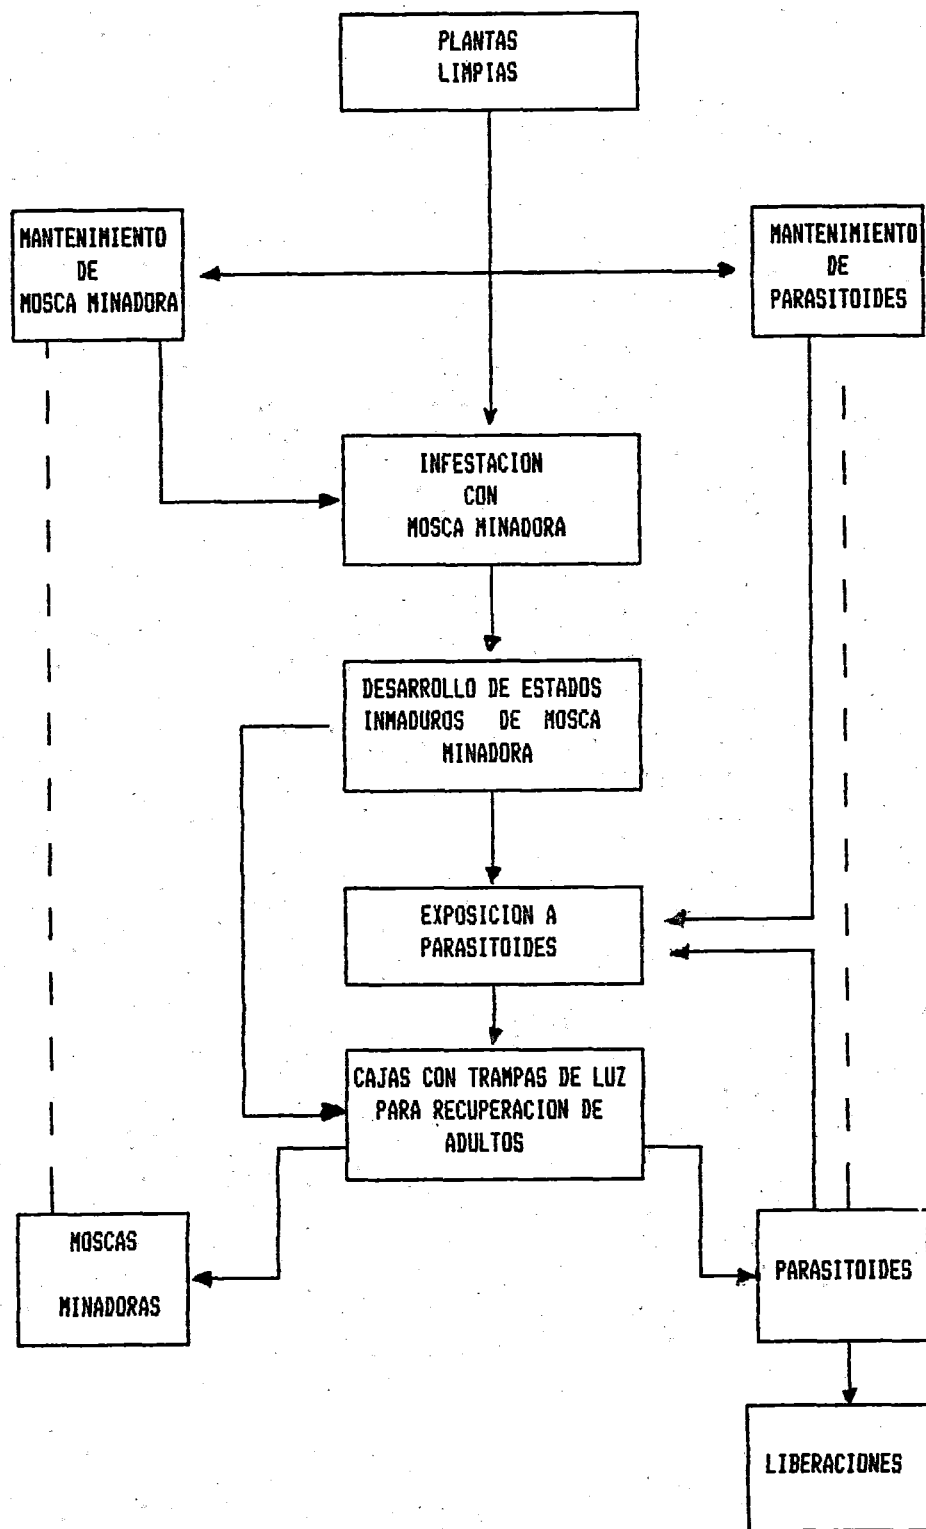 PLANTAS
LIMPIAS
MANTENIMIENTO
DE
MOSCA MINADORA
MANTENIMIENTO
DE
PARASITOIDES
INFESTACION
CON
MOSCA MINADORA
DESARROLLO DE ESTADOS
INMADUROS DE MOSCA
MINADORA
EXPOSICION A
PARASITOIDES
CAJAS CON TRAMPAS DE LUZ
PARA RECUPERACION DE
ADULTOS
MOSCAS
MINADORAS
PARASITOIDES
LIBERACIONES